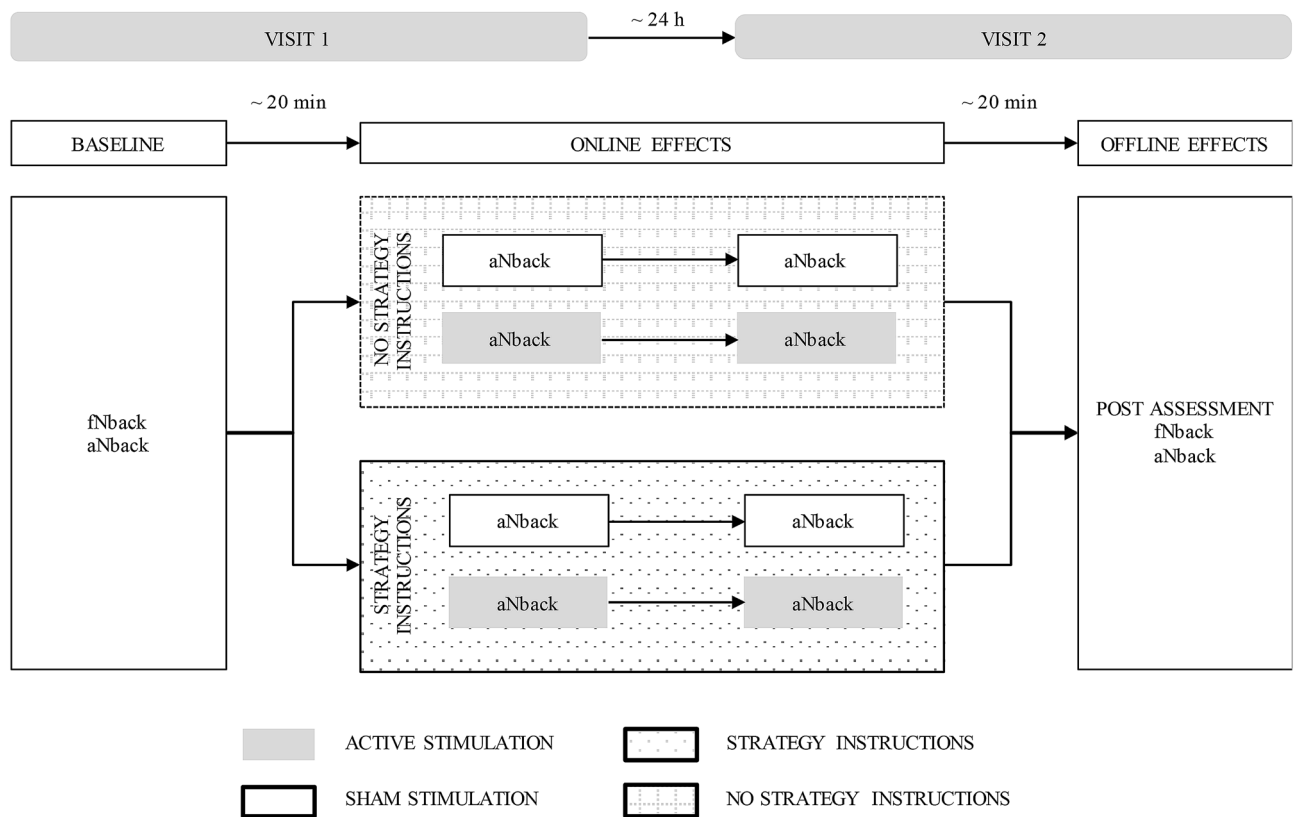 ~ 24 h
VISIT 1
VISIT 2
~ 20 min
~ 20 min
BASELINE
ONLINE EFFECTS
OFFLINE EFFECTS
NO STRATEGY
INSTRUCTIONS
aNback
aNback
aNback
aNback
fNback
aNback
POST ASSESSMENT
fNback
aNback
STRATEGY
INSTRUCTIONS
aNback
aNback
aNback
aNback
ACTIVE STIMULATION
STRATEGY INSTRUCTIONS
SHAM STIMULATION
NO STRATEGY INSTRUCTIONS